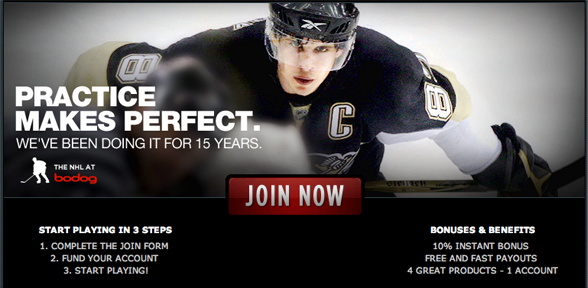 PRACTICE
MAKES PERFECT.
WE'VE BEEN DOING IT FOR 15 YEARS.
THE NHL AT
bodog
C
8
8
JOIN NOW
START PLAYING IN 3 STEPS
1. COMPLETE THE JOIN FORM
2. FUND YOUR ACCOUNT
3. START PLAYING!
BONUSES & BENEFITS
10% INSTANT BONUS
FREE AND FAST PAYOUTS
4 GREAT PRODUCTS - 1 ACCOUNT